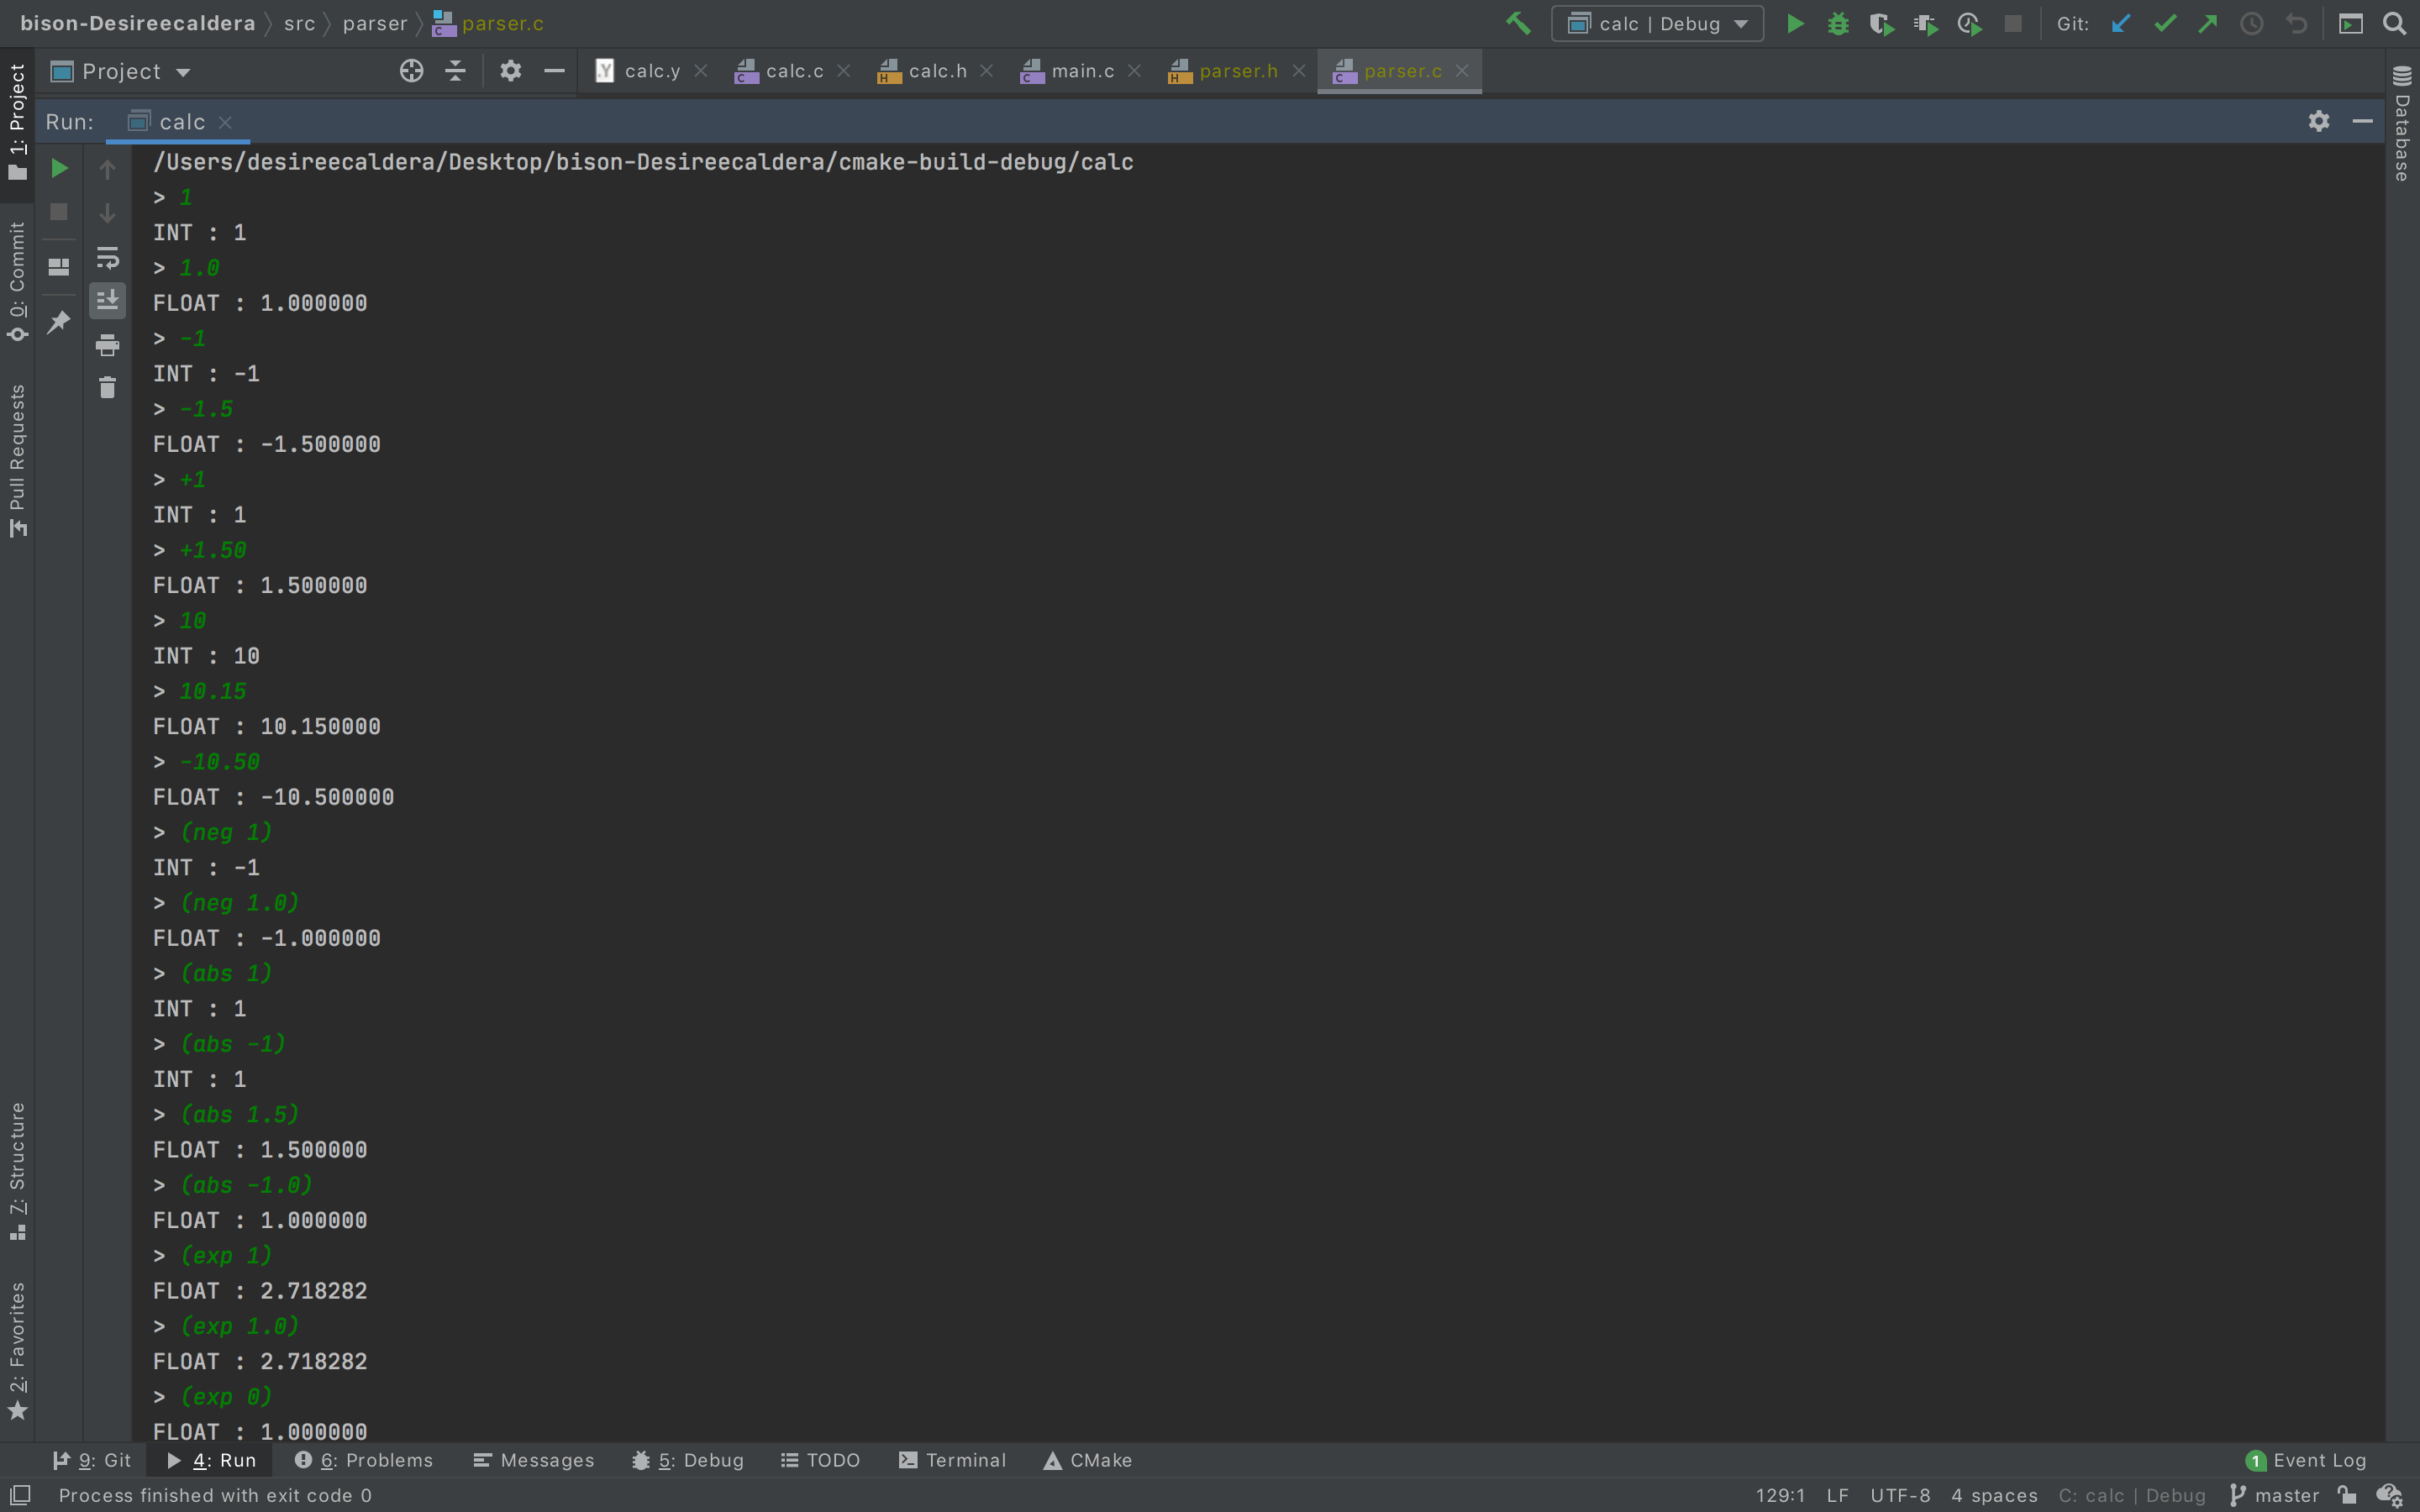 bison-Desireecaldera src parser parser.c calc | Debug Git:
Project calc.y calc.c calc.h main.c parser.h parser.c
Run: calc
1: Project
0: Commit
Pull Requests
7: Structure
2: Favorites
Database
/Users/desireecaldera/Desktop/bison-Desireecaldera/cmake-build-debug/calc
> 1
INT : 1
> 1.0
FLOAT : 1.000000
> -1
INT : -1
> -1.5
FLOAT : -1.500000
> +1
INT : 1
> +1.50
FLOAT : 1.500000
> 10
INT : 10
> 10.15
FLOAT : 10.150000
> -10.50
FLOAT : -10.500000
> (neg 1)
INT : -1
> (neg 1.0)
FLOAT : -1.000000
> (abs 1)
INT : 1
> (abs -1)
INT : 1
> (abs 1.5)
FLOAT : 1.500000
> (abs -1.0)
FLOAT : 1.000000
> (exp 1)
FLOAT : 2.718282
> (exp 1.0)
FLOAT : 2.718282
> (exp 0)
FLOAT : 1.000000
9: Git 4: Run 6: Problems Messages 5: Debug TODO Terminal CMake 1 Event Log
Process finished with exit code 0 129:1 LF UTF-8 4 spaces C: calc | Debug master